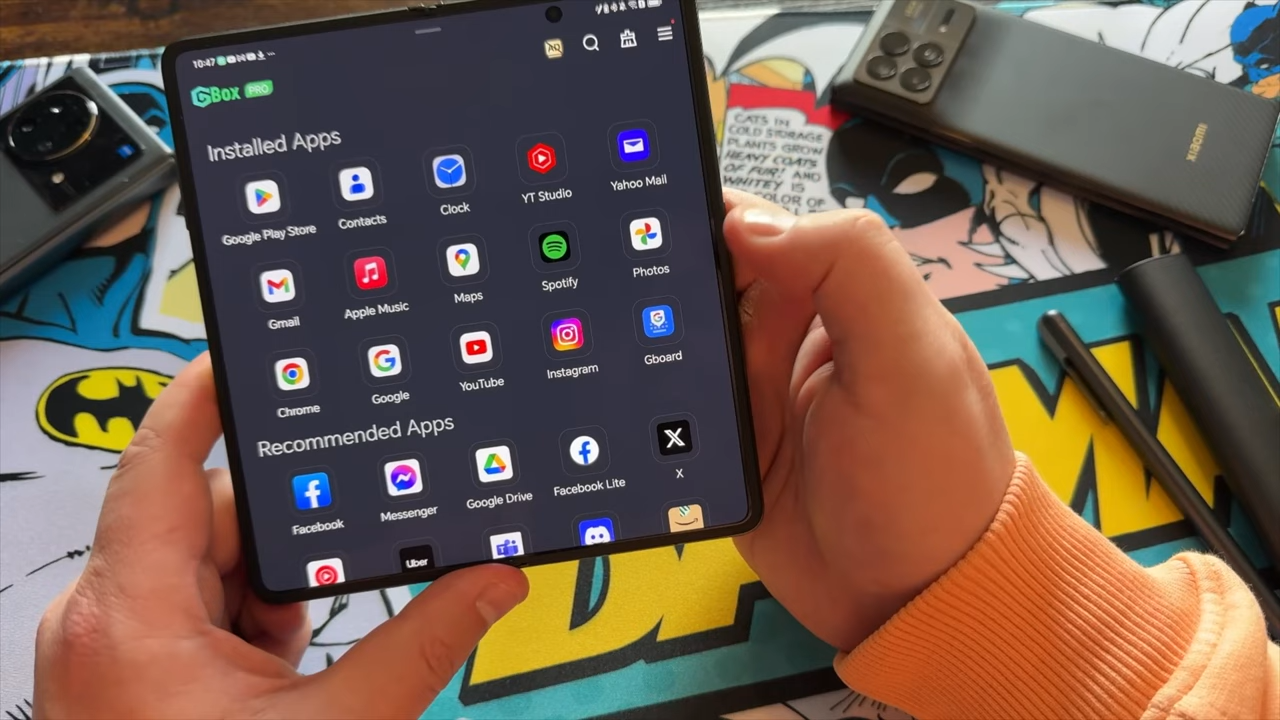 10:47
GBox PRO
Installed Apps
Google Play Store
Contacts
Clock
YT Studio
Yahoo Mail
Gmail
Apple Music
Maps
Spotify
Photos
Chrome
Google
YouTube
Instagram
Gboard
Recommended Apps
Facebook
Messenger
Google Drive
Facebook Lite
X
Uber
xiaomi
CATS IN
COLD STORAGE
PLANTS GROW
HEAVY COATS
OF FUR! AND
WHITEY IS
COLOR OF